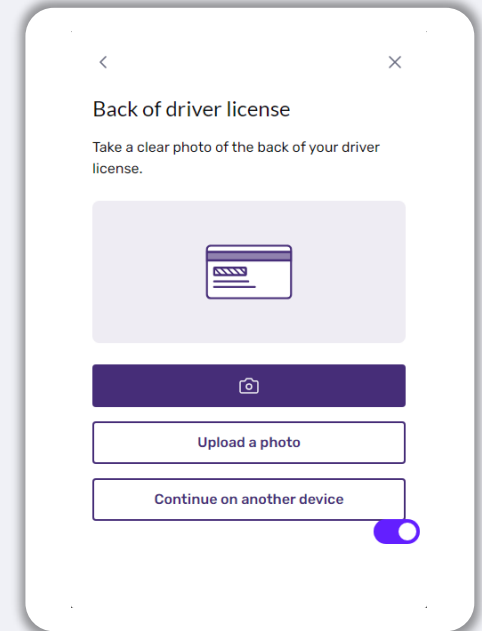 Back of driver license
Take a clear photo of the back of your driver
license.
Upload a photo
Continue on another device